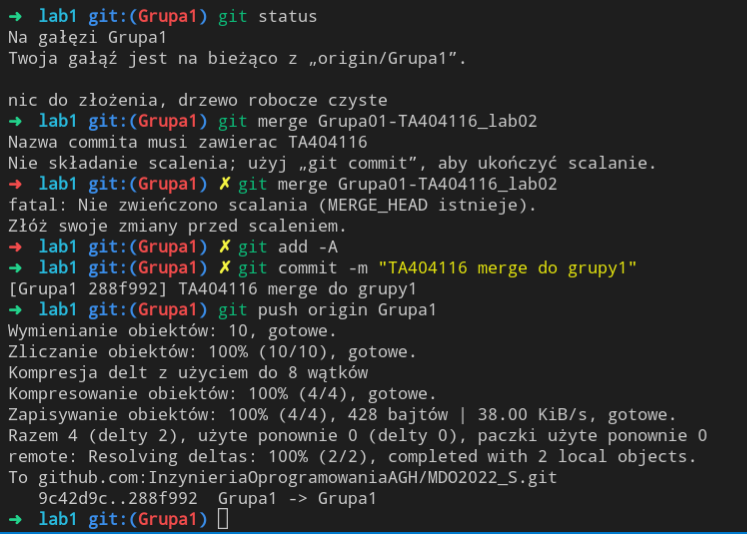 ➜  lab1 git:(Grupa1) git status
Na gałęzi Grupa1
Twoja gałąź jest na bieżąco z „origin/Grupa1”.
nic do złożenia, drzewo robocze czyste
➜  lab1 git:(Grupa1) git merge Grupa01-TA404116_lab02
Nazwa commita musi zawierac TA404116
Nie składanie scalenia; użyj „git commit”, aby ukończyć scalanie.
➜  lab1 git:(Grupa1) ✗ git merge Grupa01-TA404116_lab02
fatal: Nie zwieńczono scalania (MERGE_HEAD istnieje).
Złóż swoje zmiany przed scaleniem.
➜  lab1 git:(Grupa1) ✗ git add -A
➜  lab1 git:(Grupa1) ✗ git commit -m "TA404116 merge do grupy1"
[Grupa1 288f992] TA404116 merge do grupy1
➜  lab1 git:(Grupa1) git push origin Grupa1
Wymienianie obiektów: 10, gotowe.
Zliczanie obiektów: 100% (10/10), gotowe.
Kompresja delt z użyciem do 8 wątków
Kompresowanie obiektów: 100% (4/4), gotowe.
Zapisywanie obiektów: 100% (4/4), 428 bajtów | 38.00 KiB/s, gotowe.
Razem 4 (delty 2), użyte ponownie 0 (delty 0), paczki użyte ponownie 0
remote: Resolving deltas: 100% (2/2), completed with 2 local objects.
To github.com:InzynieriaOprogramowaniaAGH/MDO2022_S.git
   9c42d9c..288f992  Grupa1 -> Grupa1
➜  lab1 git:(Grupa1)